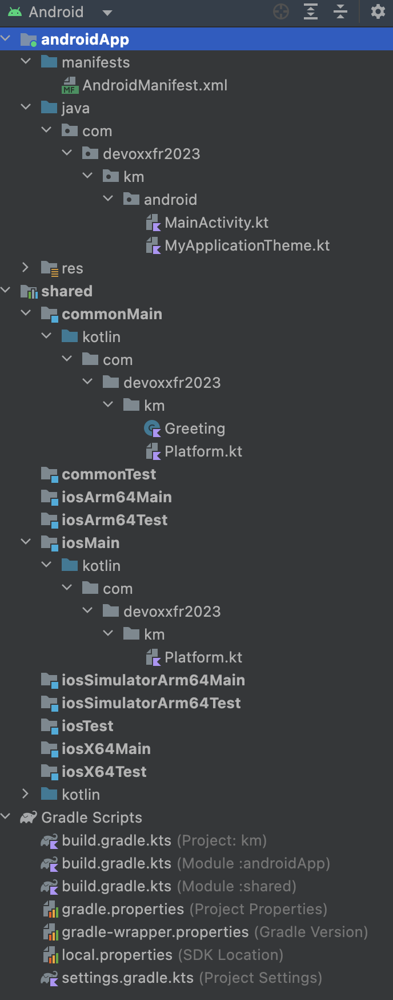 Android
androidApp
manifests
AndroidManifest.xml
java
com
devoxxfr2023
km
android
MainActivity.kt
MyApplicationTheme.kt
res
shared
commonMain
kotlin
com
devoxxfr2023
km
Greeting
Platform.kt
commonTest
iosArm64Main
iosArm64Test
iosMain
kotlin
com
devoxxfr2023
km
Platform.kt
iosSimulatorArm64Main
iosSimulatorArm64Test
iosTest
iosX64Main
iosX64Test
kotlin
Gradle Scripts
build.gradle.kts (Project: km)
build.gradle.kts (Module :androidApp)
build.gradle.kts (Module :shared)
gradle.properties (Project Properties)
gradle-wrapper.properties (Gradle Version)
local.properties (SDK Location)
settings.gradle.kts (Project Settings)